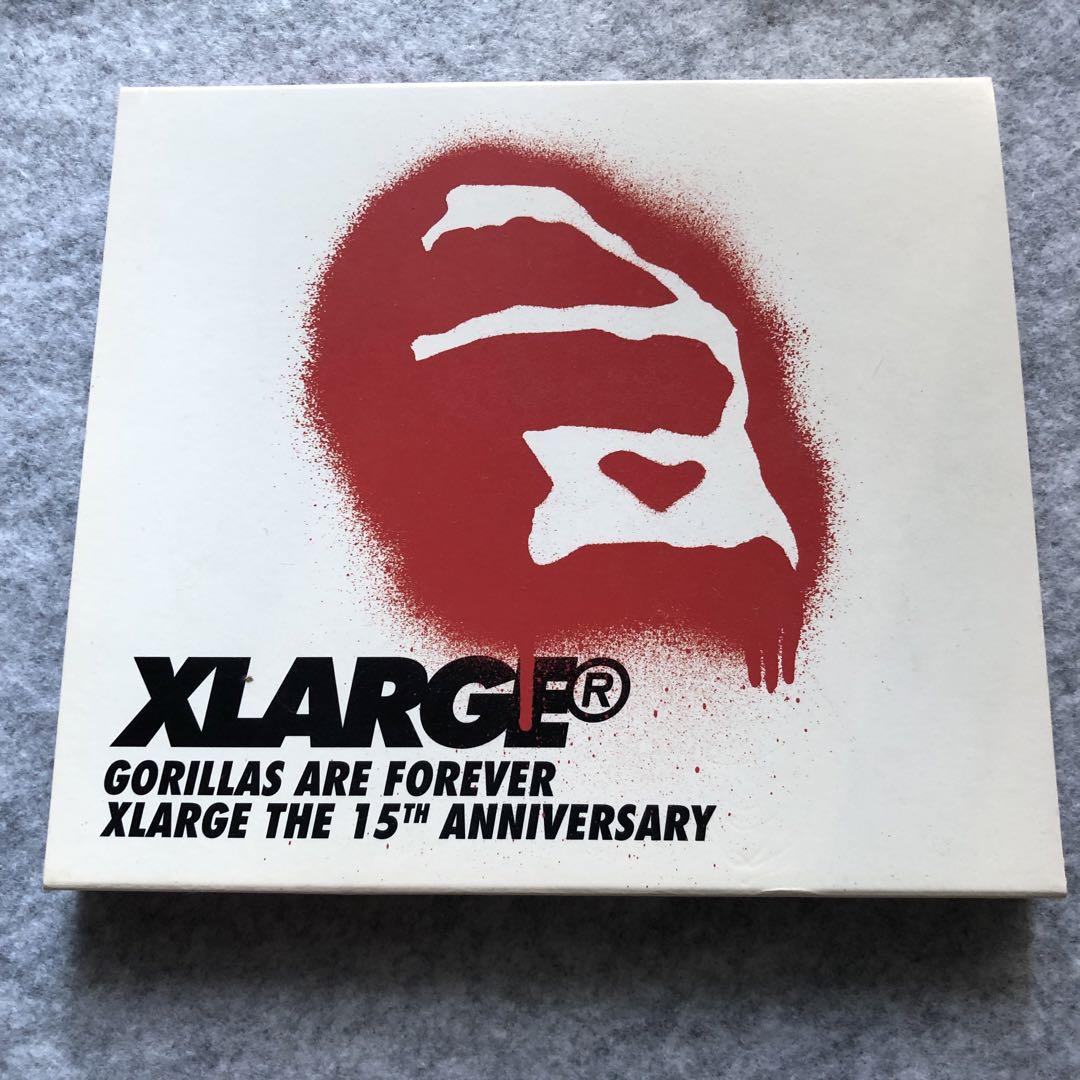 XLARGE®
GORILLAS ARE FOREVER
XLARGE THE 15TH ANNIVERSARY